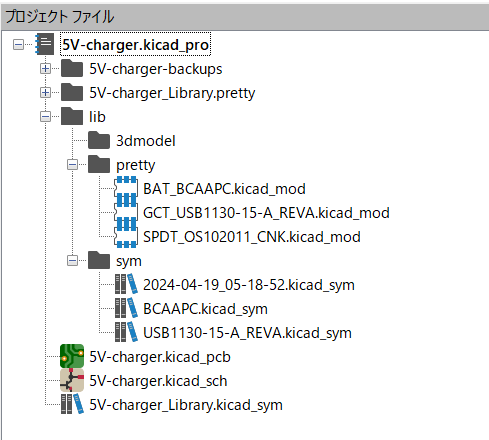 プロジェクト ファイル
5V-charger.kicad_pro
5V-charger-backups
5V-charger_Library.pretty
lib
3dmodel
pretty
BAT_BCAAPC.kicad_mod
GCT_USB1130-15-A_REVA.kicad_mod
SPDT_OS102011_CNK.kicad_mod
sym
2024-04-19_05-18-52.kicad_sym
BCAAPC.kicad_sym
USB1130-15-A_REVA.kicad_sym
5V-charger.kicad_pcb
5V-charger.kicad_sch
5V-charger_Library.kicad_sym